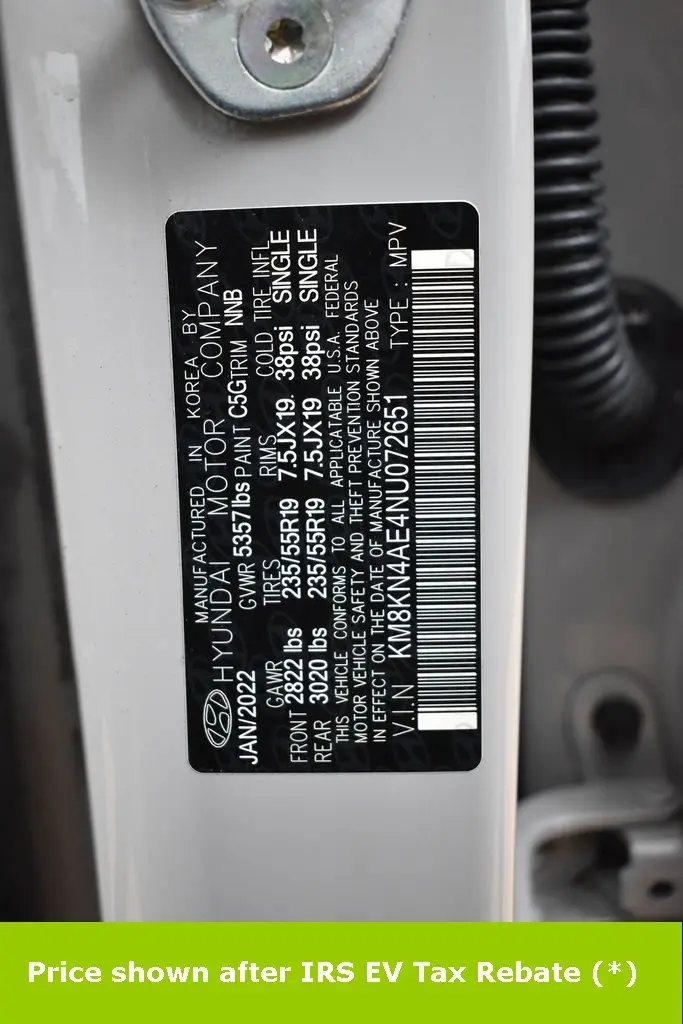 MANUFACTURED IN KOREA BY
HYUNDAI MOTOR COMPANY
JAN/2022 GVWR 5357lbs PAINT C5G TRIM NNB
GAWR TIRES RIMS COLD TIRE INFL
FRONT 2822 lbs 235/55R19 7.5JX19. 38psi SINGLE
REAR 3020 lbs 235/55R19 7.5JX19 38psi SINGLE
THIS VEHICLE CONFORMS TO ALL APPLICATABLE U.S.A. FEDERAL
MOTOR VEHICLE SAFETY AND THEFT PREVENTION STANDARDS
IN EFFECT ON THE DATE OF MANUFACTURE SHOWN ABOVE
V.I.N KM8KN4AE4NU072651 TYPE : MPV
Price shown after IRS EV Tax Rebate (*)